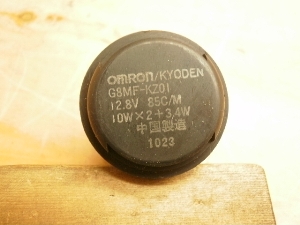 OMRON/KYODEN
G8MF-KZ01
12.8V 85C/M
10W×2+3.4W
中国製造
1023